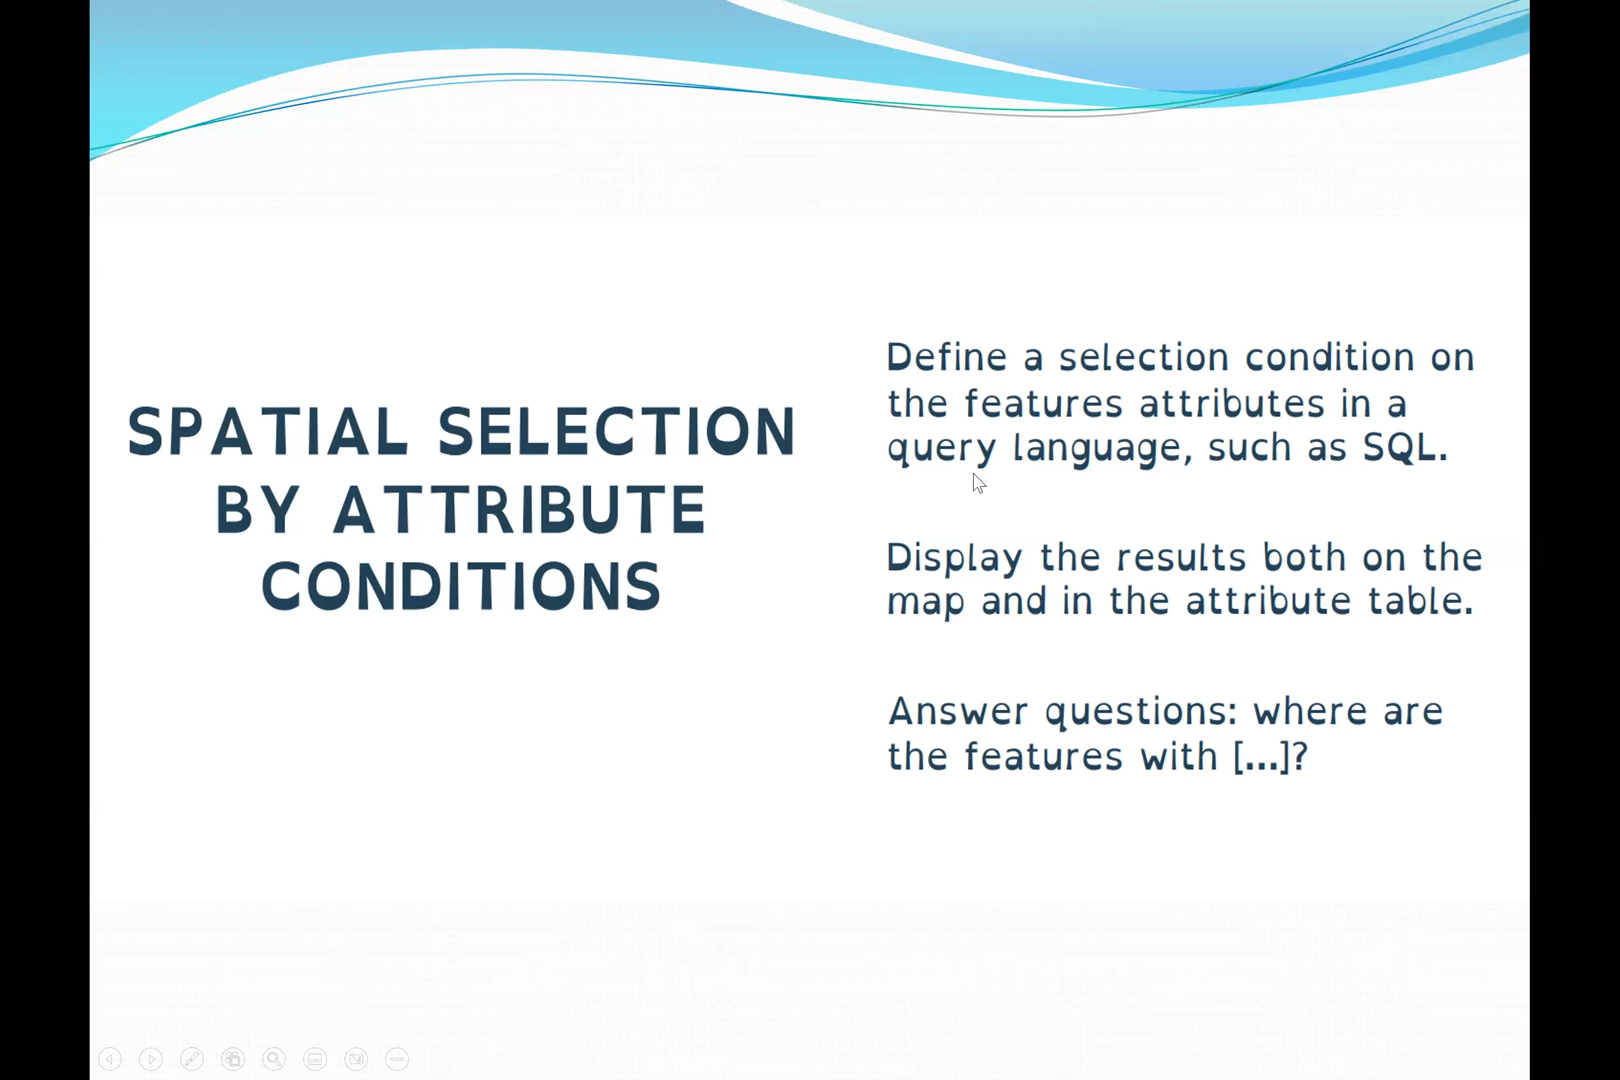 SPATIAL SELECTION
BY ATTRIBUTE
CONDITIONS
Define a selection condition on
the features attributes in a
query language, such as SQL.
Display the results both on the
map and in the attribute table.
Answer questions: where are
the features with [...]?